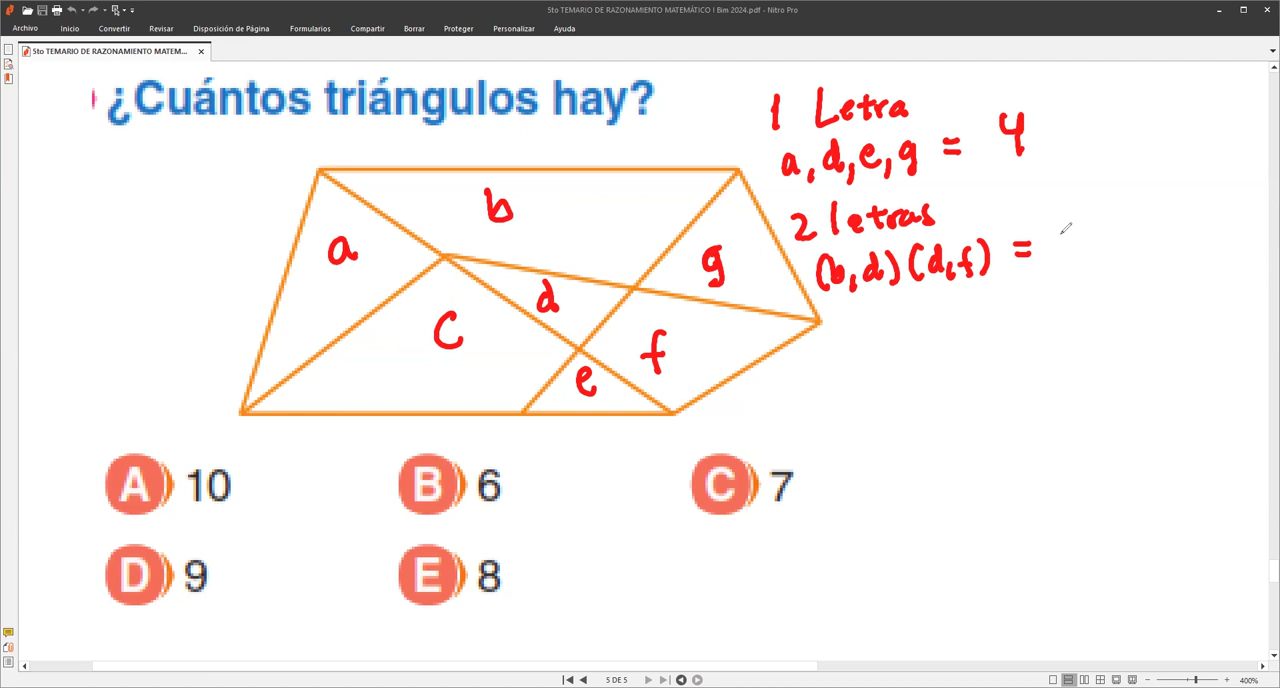 5to TEMARIO DE RAZONAMIENTO MATEMÁTICO I Bim 2024.pdf - Nitro Pro
Archivo Inicio Convertir Revisar Disposición de Página Formularios Compartir Borrar Proteger Personalizar Ayuda
5to TEMARIO DE RAZONAMIENTO MATEM... ×
¿Cuántos triángulos hay?
1 Letra
a, d, e, g = 4
2 letras
(b, d) (d, f) =
a
b
c
d
e
f
g
A) 10
B) 6
C) 7
D) 9
E) 8
5 DE 5
400%